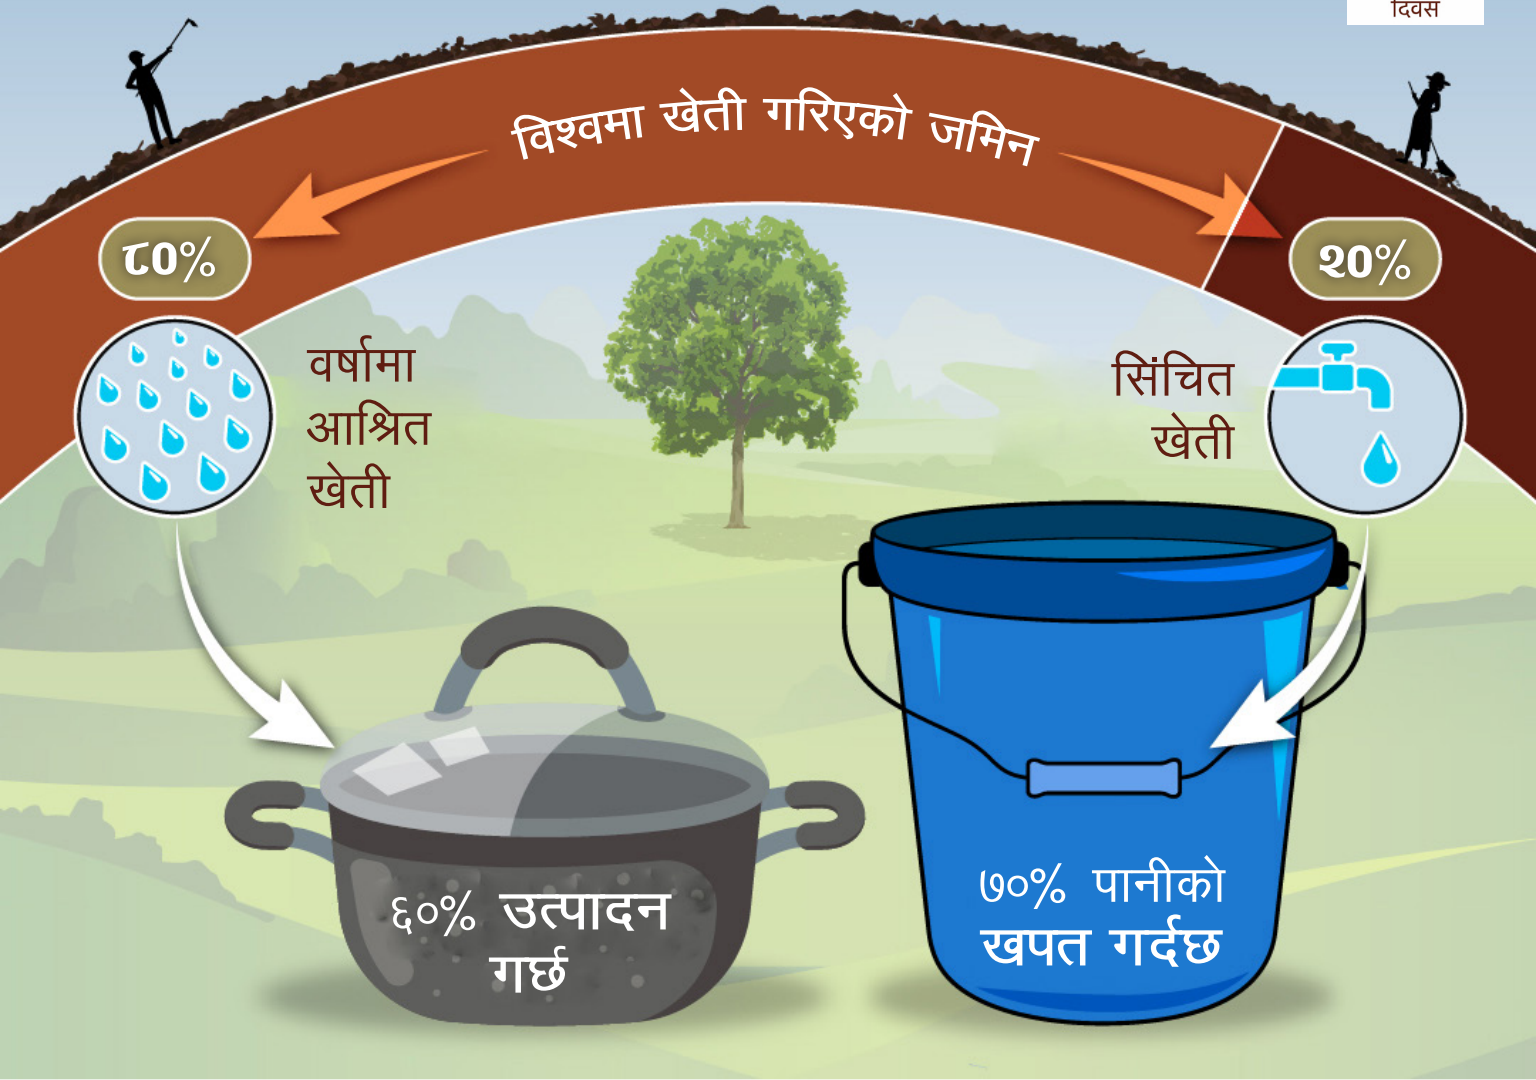 दिवस
विश्वमा खेती गरिएको जमिन
८०%
२०%
वर्षामा
आश्रित
खेती
सिंचित
खेती
६०% उत्पादन
गर्छ
७०% पानीको
खपत गर्दछ